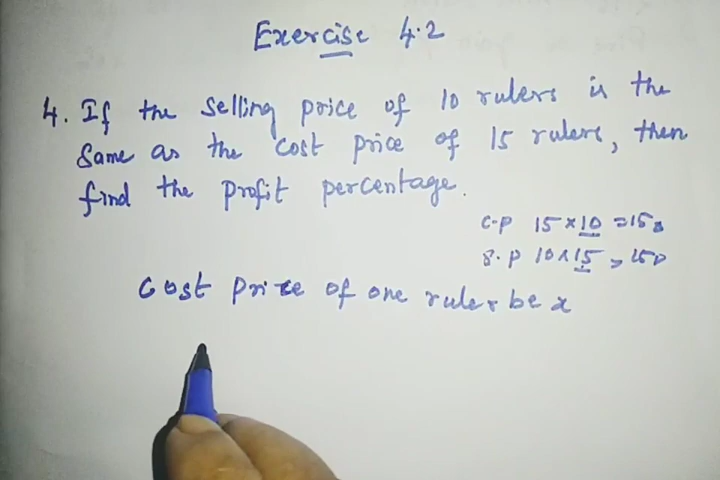 Exercise 4.2
4. If the selling price of 10 rulers is the
same as the cost price of 15 rulers, then
find the profit percentage.
C.P 15 × 10 = 150
S.P 10 × 15 = 150
Cost price of one ruler be x